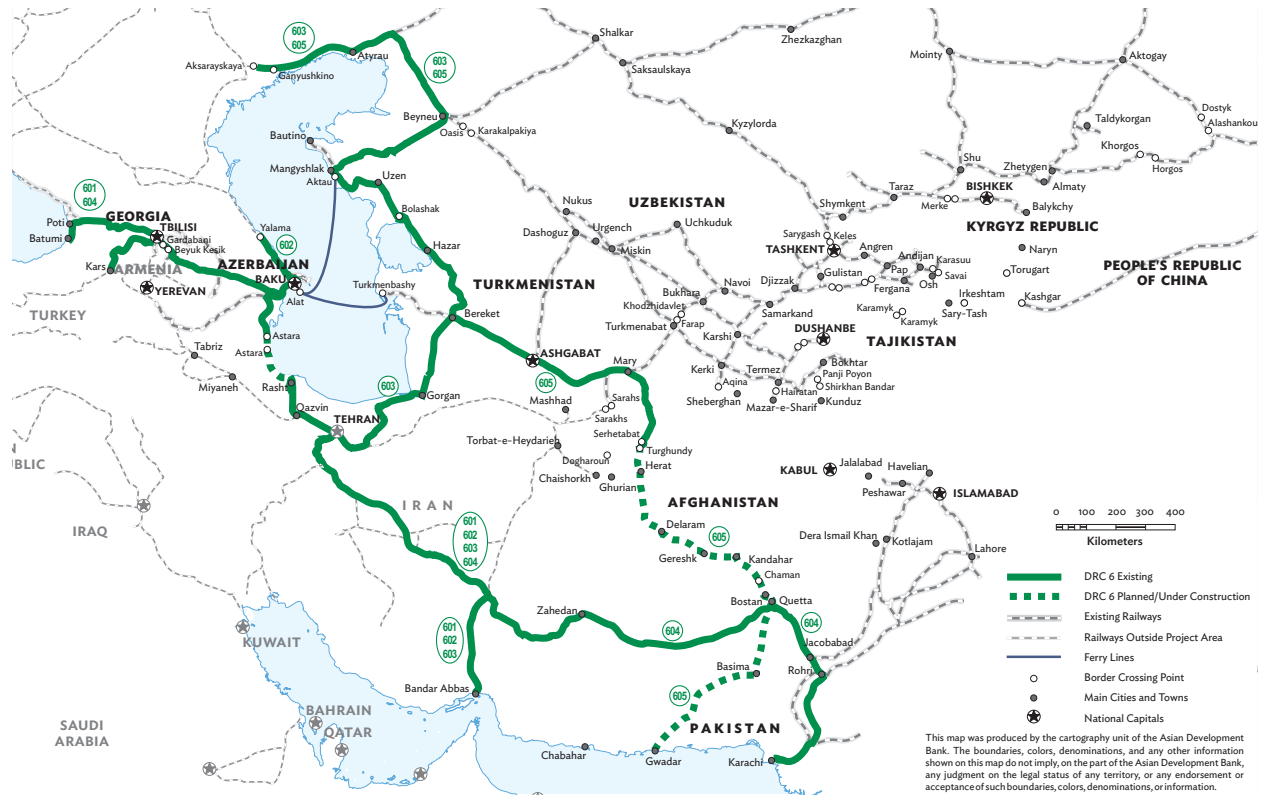 603
605
Shalkar
Zhezkazghan
Aksarayskaya
Atyrau
Ganyushkino
603
605
Saksaulskaya
Mointy
Aktogay
Dostyk
Alashankou
Beyneu
Oasis
Karakalpakiya
Kyzylorda
Taldykorgan
Bautino
Khorgos
Horgos
Mangyshlak
Aktau
Uzen
Shu
Zhetygen
Almaty
601
604
Taraz
Merke
BISHKEK
Balykchy
GEORGIA
Poti
Batumi
TBILISI
Gardabani
Beyuk Kesik
Bolashak
Nukus
UZBEKISTAN
Shymkent
KYRGYZ REPUBLIC
Yalama
602
Dashoguz
Urgench
Uchkuduk
Miskin
Sarygash
Keles
TASHKENT
Angren
Naryn
Hazar
Kars
ARMENIA
AZERBAIJAN
BAKU
Alat
Andijan
Karasuu
Pap
Savai
Gulistan
Fergana
Osh
Torugart
PEOPLE'S REPUBLIC
OF CHINA
YEREVAN
Turkmenbashy
TURKMENISTAN
Navoi
Djizzak
Bukhara
Khodzhidavlet
Samarkand
Irkeshtam
Sary-Tash
Kashgar
TURKEY
Bereket
Turkmenabat
Farap
Karamyk
Karamyk
DUSHANBE
TAJIKISTAN
Astara
Astara
Tabriz
Miyaneh
ASHGABAT
605
Mary
Karshi
Kerki
Termez
Bokhtar
Panji Poyon
Shirkhan Bandar
Aqina
Hairatan
Sheberghan
Mazar-e-Sharif
Kunduz
Rasht
603
Gorgan
Mashhad
Sarahs
Sarakhs
Qazvin
TEHRAN
Serhetabat
Torbat-e-Heydarieh
Turghundy
Dogharoun
Herat
Chaishorkh
Ghurian
BLIC
KABUL
Jalalabad
Havelian
Peshawar
ISLAMABAD
IRAN
AFGHANISTAN
IRAQ
601
602
603
604
Delaram
605
Gereshk
Kandahar
Chaman
Dera Ismail Khan
Kotlajam
Lahore
0 100 200 300 400
Kilometers
Bostan
Quetta
Zahedan
604
604
KUWAIT
601
602
603
Jacobabad
Rohri
Basima
605
Bandar Abbas
BAHRAIN
QATAR
SAUDI
ARABIA
PAKISTAN
Chabahar
Gwadar
Karachi
DRC 6 Existing
DRC 6 Planned/Under Construction
Existing Railways
Railways Outside Project Area
Ferry Lines
Border Crossing Point
Main Cities and Towns
National Capitals
This map was produced by the cartography unit of the Asian Development
Bank. The boundaries, colors, denominations, and any other information
shown on this map do not imply, on the part of the Asian Development Bank,
any judgment on the legal status of any territory, or any endorsement or
acceptance of such boundaries, colors, denominations, or information.